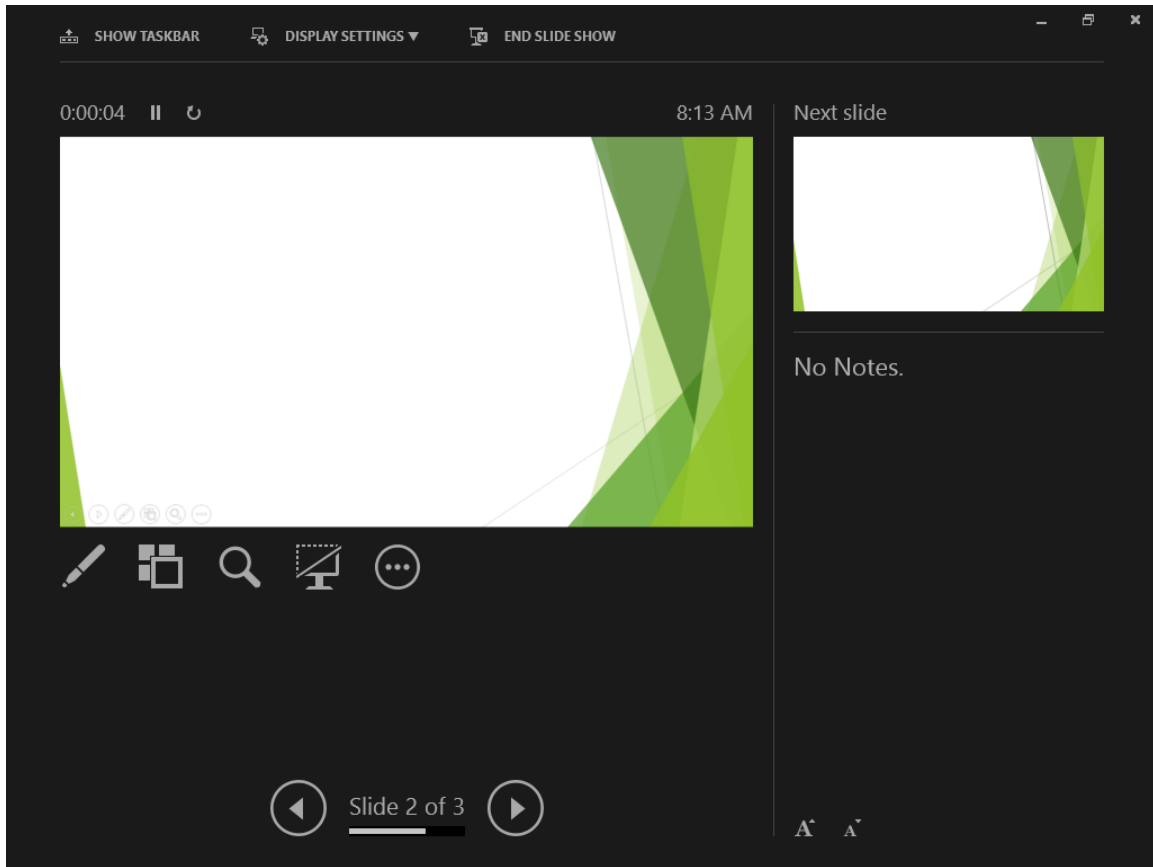 SHOW TASKBAR DISPLAY SETTINGS ▼ END SLIDE SHOW
0:00:04 8:13 AM
Next slide
No Notes.
Slide 2 of 3
A A